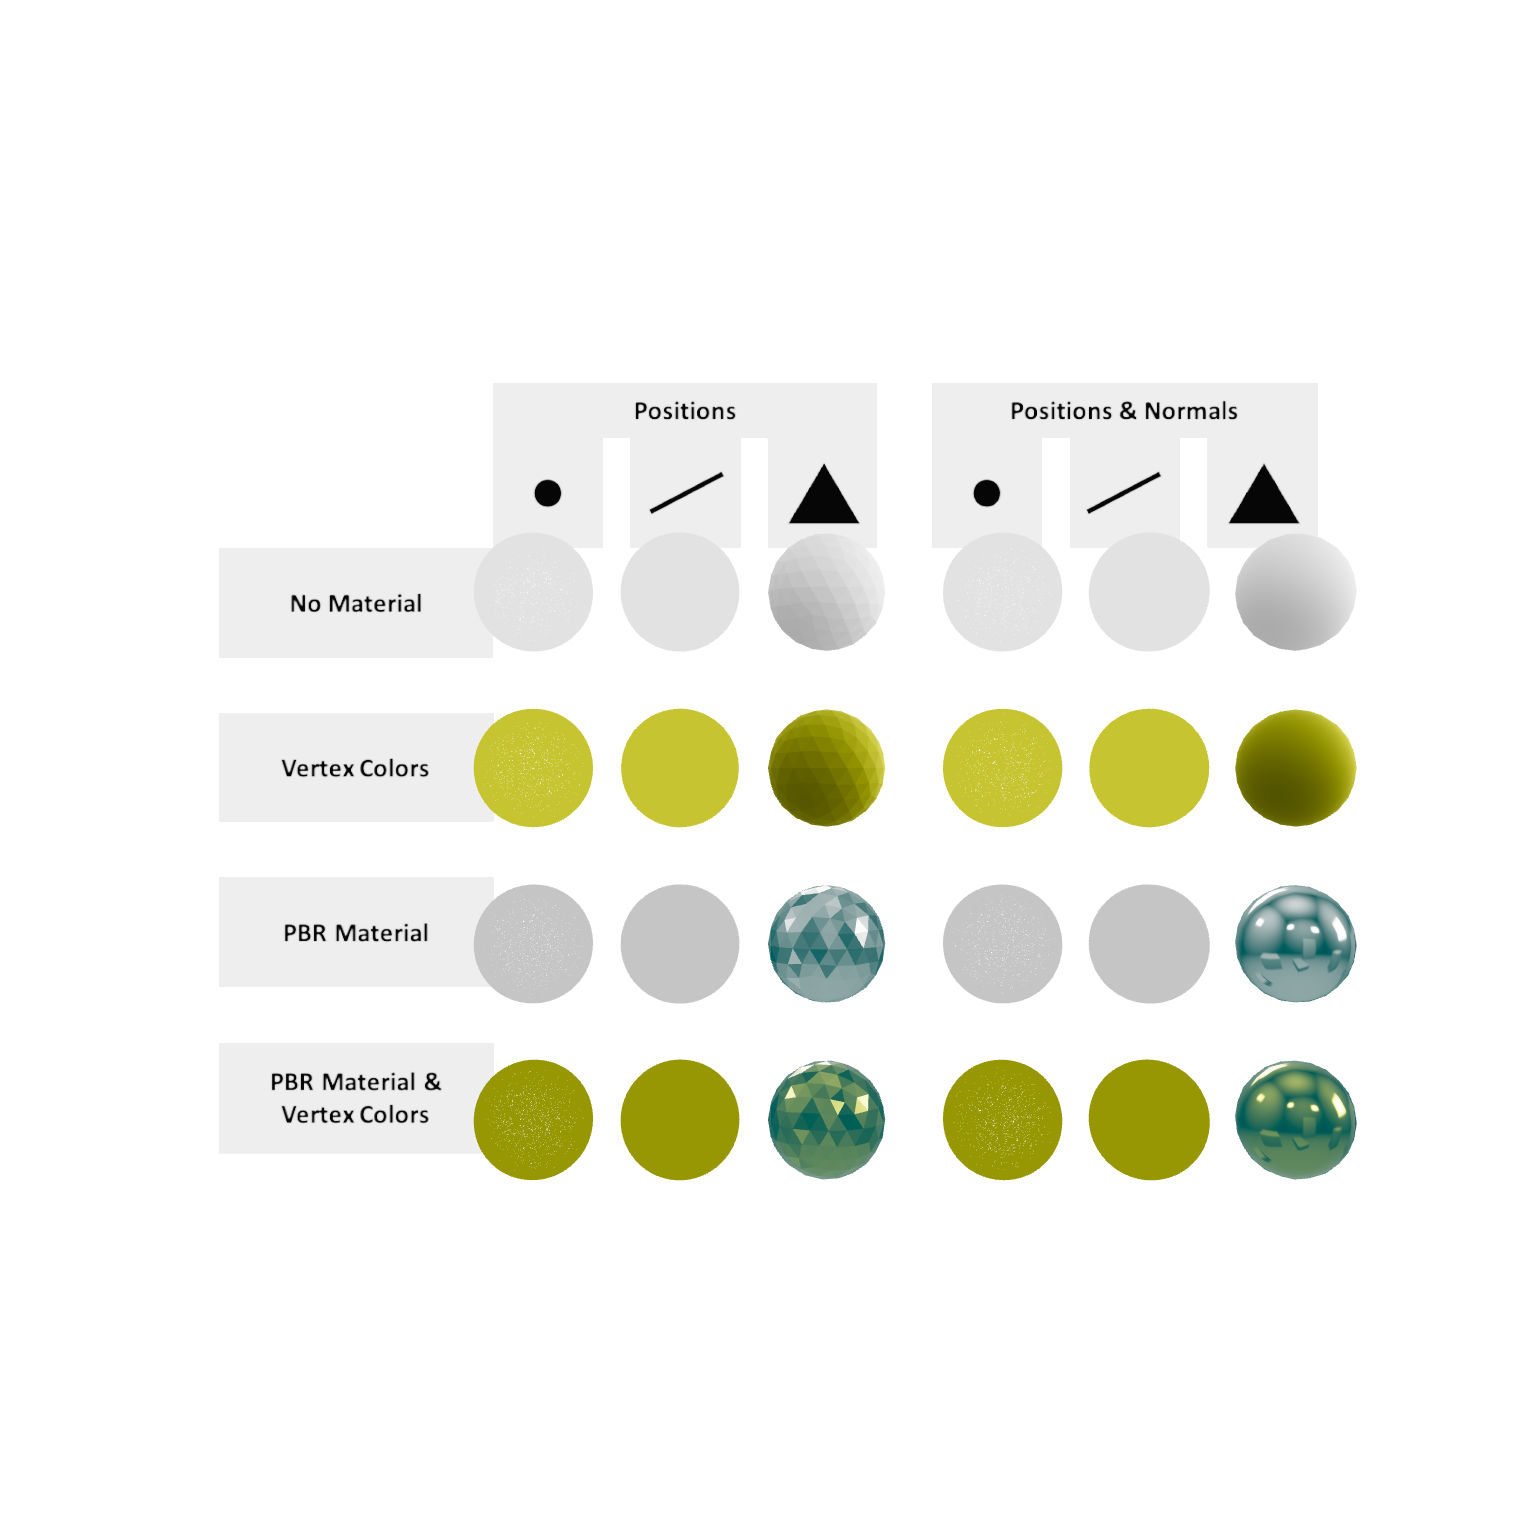 Positions
Positions & Normals
No Material
Vertex Colors
PBR Material
PBR Material &
Vertex Colors